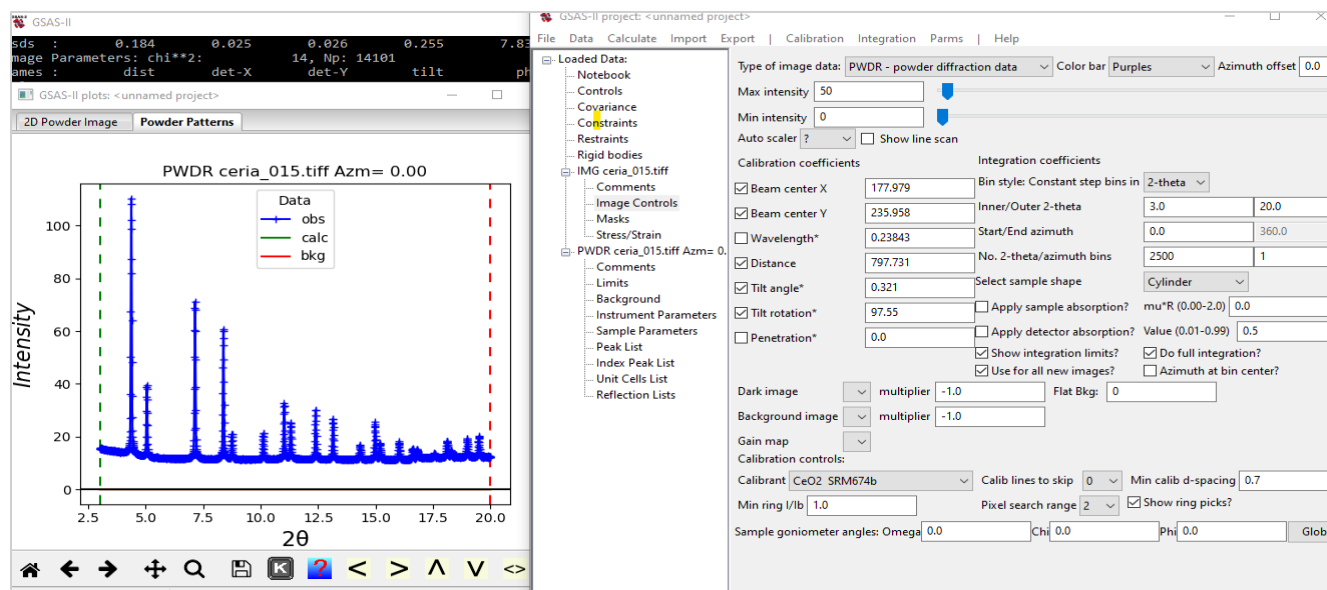 GSAS-II
sds : 0.184 0.025 0.026 0.255 7.83
mage Parameters: chi**2: 14, Np: 14101
ames : dist det-X det-Y tilt ph
GSAS-II plots: <unnamed project>
2D Powder Image Powder Patterns
PWDR ceria_015.tiff Azm= 0.00
Data
obs
calc
bkg
Intensity
100
80
60
40
20
0
2.5 5.0 7.5 10.0 12.5 15.0 17.5 20.0
2θ
K ? < > Λ V <>
GSAS-II project: <unnamed project>
File Data Calculate Import Export | Calibration Integration Parms | Help
Loaded Data:
Notebook
Controls
Covariance
Constraints
Restraints
Rigid bodies
IMG ceria_015.tiff
Comments
Image Controls
Masks
Stress/Strain
PWDR ceria_015.tiff Azm= 0.
Comments
Limits
Background
Instrument Parameters
Sample Parameters
Peak List
Index Peak List
Unit Cells List
Reflection Lists
Type of image data: PWDR - powder diffraction data Color bar Purples Azimuth offset 0.0
Max intensity 50
Min intensity 0
Auto scaler ? Show line scan
Calibration coefficients
Beam center X 177.979
Beam center Y 235.958
Wavelength* 0.23843
Distance 797.731
Tilt angle* 0.321
Tilt rotation* 97.55
Penetration* 0.0
Integration coefficients
Bin style: Constant step bins in 2-theta
Inner/Outer 2-theta 3.0 20.0
Start/End azimuth 0.0 360.0
No. 2-theta/azimuth bins 2500 1
Select sample shape Cylinder
Apply sample absorption? mu*R (0.00-2.0) 0.0
Apply detector absorption? Value (0.01-0.99) 0.5
Show integration limits? Do full integration?
Use for all new images? Azimuth at bin center?
Dark image multiplier -1.0 Flat Bkg: 0
Background image multiplier -1.0
Gain map
Calibration controls:
Calibrant CeO2 SRM674b Calib lines to skip 0 Min calib d-spacing 0.7
Min ring I/Ib 1.0 Pixel search range 2 Show ring picks?
Sample goniometer angles: Omega 0.0 Chi 0.0 Phi 0.0 Glob